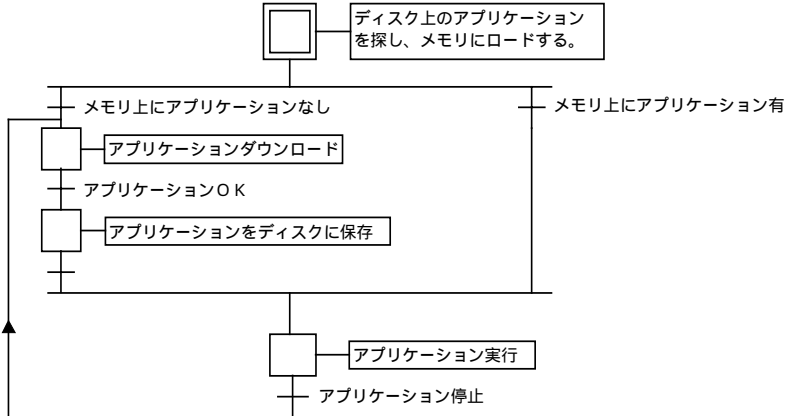 ディスク上のアプリケーション
を探し、メモリにロードする。
メモリ上にアプリケーションなし
メモリ上にアプリケーション有
アプリケーションダウンロード
アプリケーションＯＫ
アプリケーションをディスクに保存
アプリケーション実行
アプリケーション停止